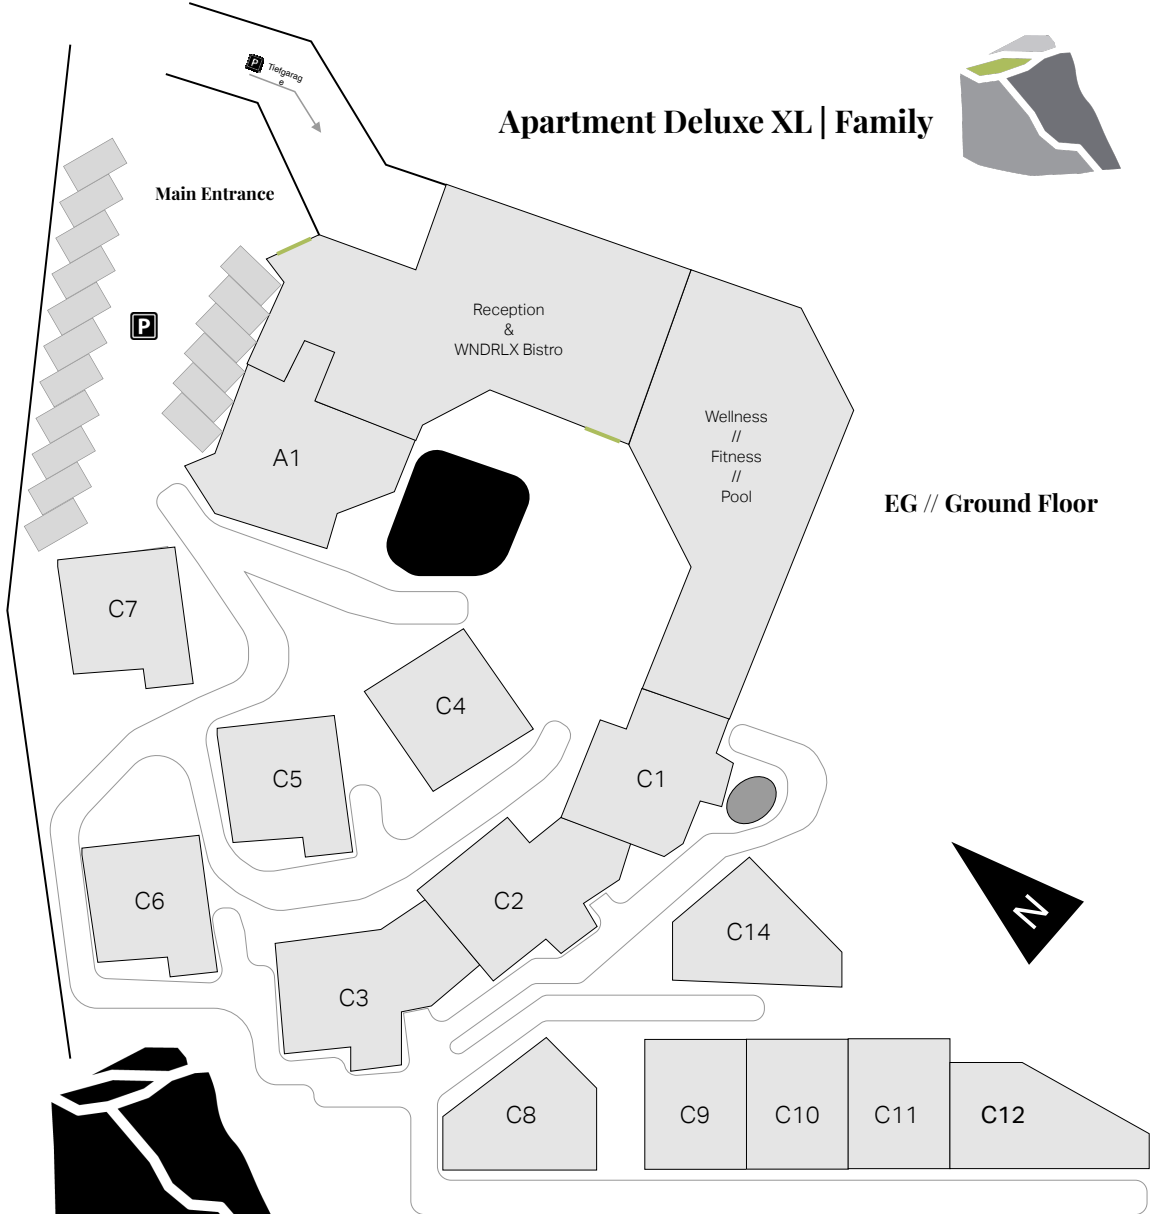 P Tiefgarag
e
Apartment Deluxe XL | Family
Main Entrance
P
Reception
&
WNDRLX Bistro
Wellness
//
Fitness
//
Pool
A1
EG // Ground Floor
C7
C4
C5
C1
C6
C2
C14
N
C3
C8
C9
C10
C11
C12